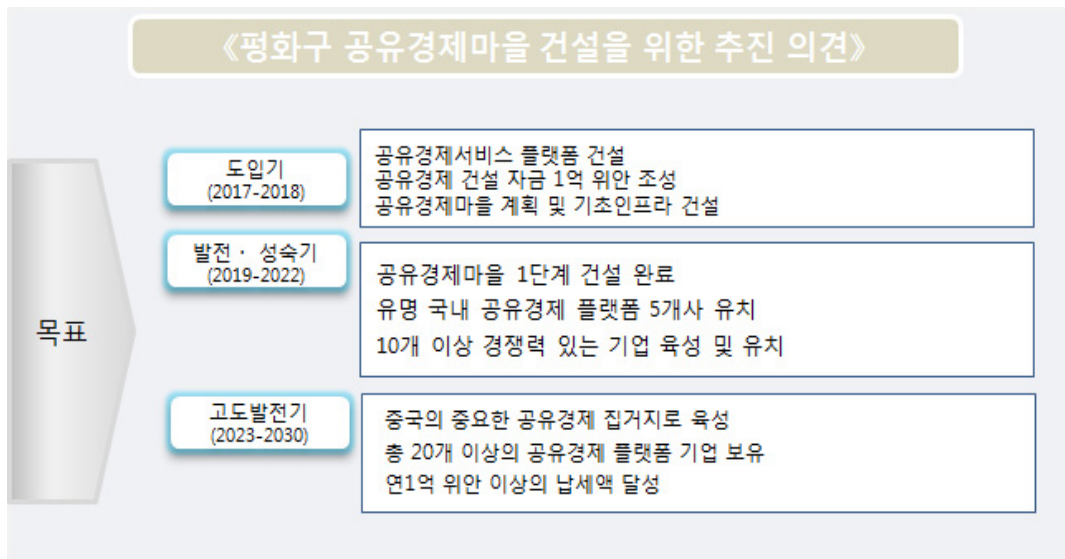 《평화구 공유경제마을 건설을 위한 추진 의견》
목표
도입기
(2017-2018)
공유경제서비스 플랫폼 건설
공유경제 건설 자금 1억 위안 조성
공유경제마을 계획 및 기초인프라 건설
발전· 성숙기
(2019-2022)
공유경제마을 1단계 건설 완료
유명 국내 공유경제 플랫폼 5개사 유치
10개 이상 경쟁력 있는 기업 육성 및 유치
고도발전기
(2023-2030)
중국의 중요한 공유경제 집거지로 육성
총 20개 이상의 공유경제 플랫폼 기업 보유
연1억 위안 이상의 납세액 달성